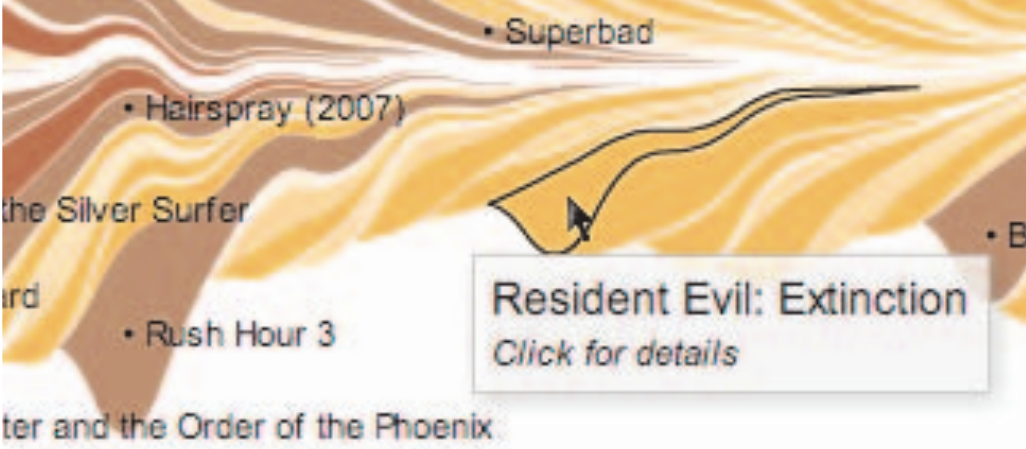 • Superbad
• Hairspray (2007)
the Silver Surfer
• B
ard
Resident Evil: Extinction
• Rush Hour 3
Click for details
ter and the Order of the Phoenix